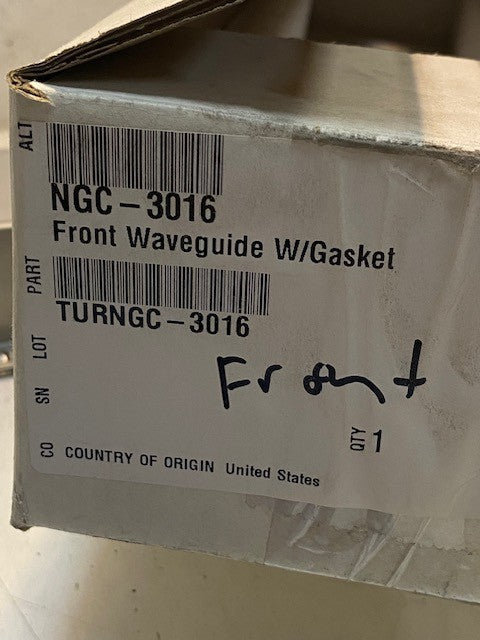 ALT
NGC-3016
Front Waveguide W/Gasket
PART
TURNGC-3016
LOT
Front
SN
QTY 1
CO COUNTRY OF ORIGIN United States